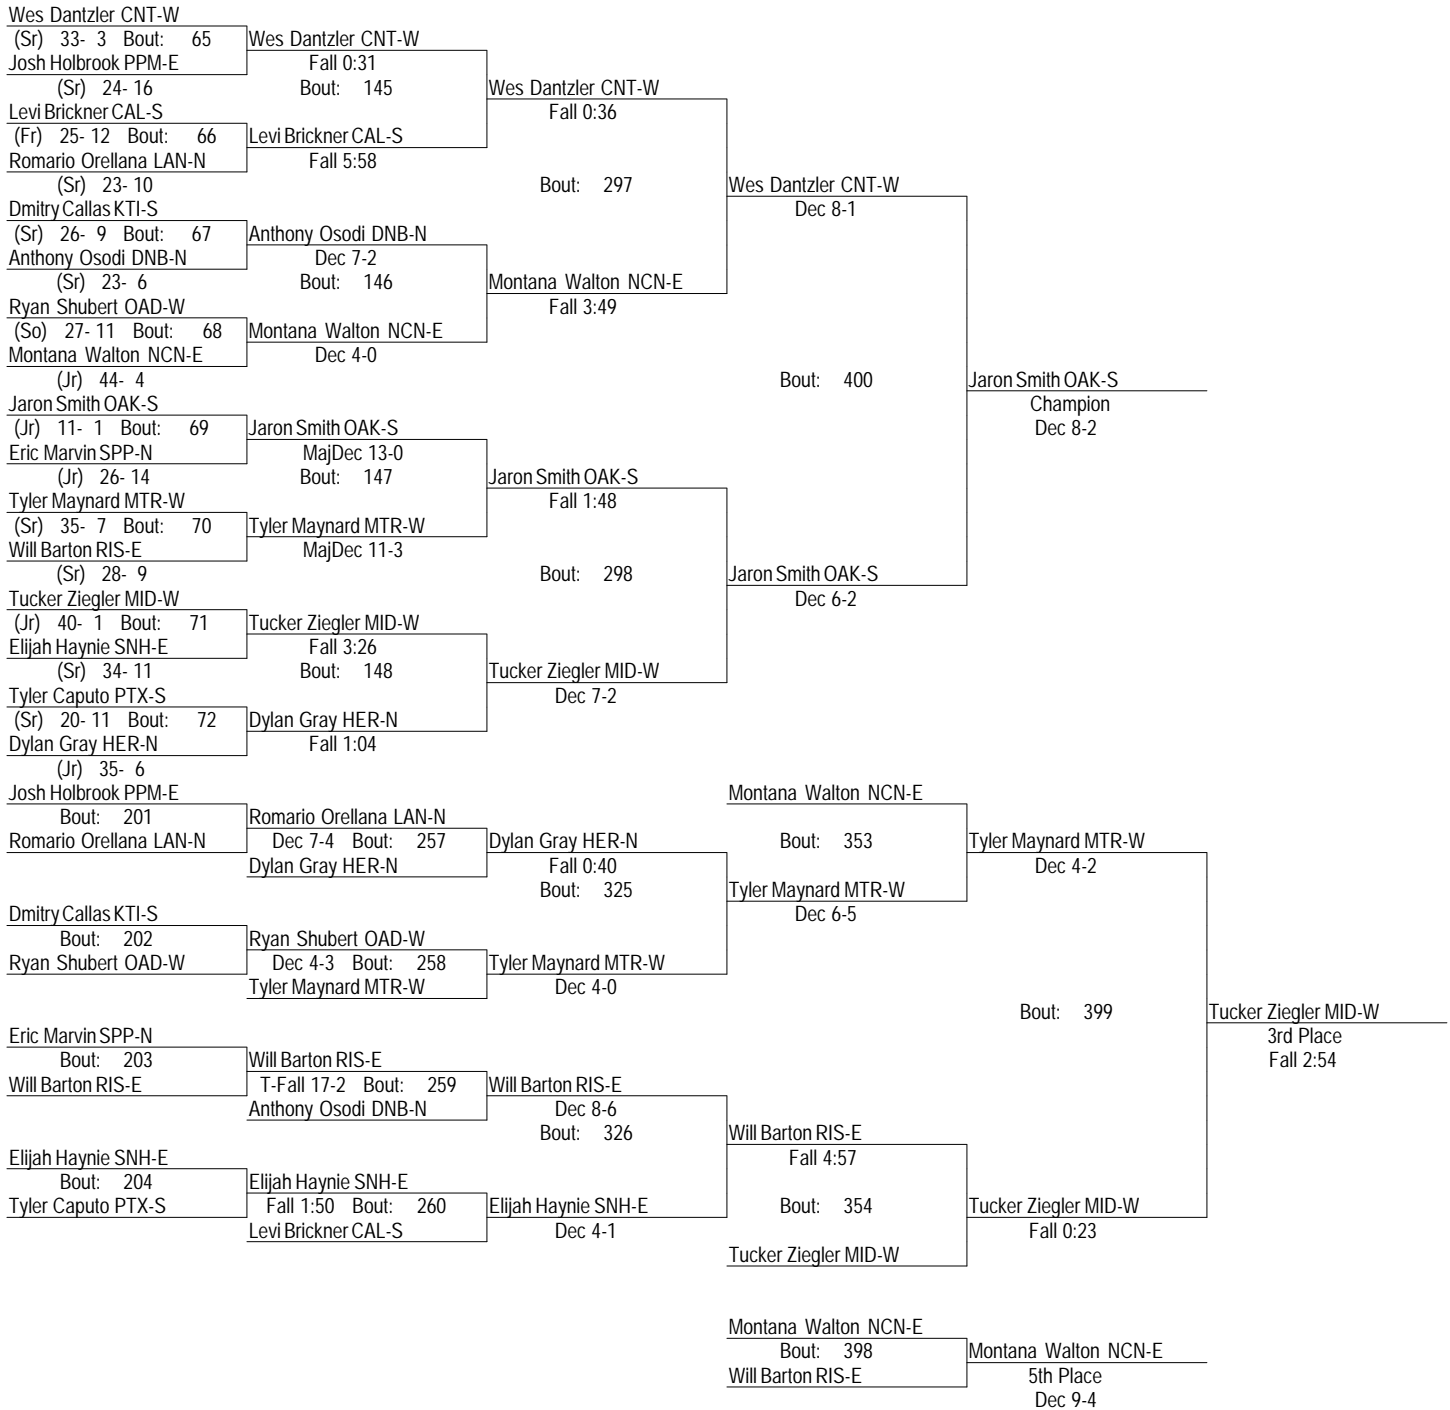 Wes Dantzler CNT-W
(Sr) 33- 3 Bout: 65 Wes Dantzler CNT-W
Josh Holbrook PPM-E Fall 0:31
(Sr) 24- 16 Bout: 145 Wes Dantzler CNT-W
Levi Brickner CAL-S Fall 0:36
(Fr) 25- 12 Bout: 66 Levi Brickner CAL-S
Romario Orellana LAN-N Fall 5:58
(Sr) 23- 10 Bout: 297 Wes Dantzler CNT-W
Dmitry Callas KTI-S Dec 8-1
(Sr) 26- 9 Bout: 67 Anthony Osodi DNB-N
Anthony Osodi DNB-N Dec 7-2
(Sr) 23- 6 Bout: 146 Montana Walton NCN-E
Ryan Shubert OAD-W Fall 3:49
(So) 27- 11 Bout: 68 Montana Walton NCN-E
Montana Walton NCN-E Dec 4-0
(Jr) 44- 4 Bout: 400 Jaron Smith OAK-S
Jaron Smith OAK-S Champion
(Jr) 11- 1 Bout: 69 Jaron Smith OAK-S Dec 8-2
Eric Marvin SPP-N MajDec 13-0
(Jr) 26- 14 Bout: 147 Jaron Smith OAK-S
Tyler Maynard MTR-W Fall 1:48
(Sr) 35- 7 Bout: 70 Tyler Maynard MTR-W
Will Barton RIS-E MajDec 11-3
(Sr) 28- 9 Bout: 298 Jaron Smith OAK-S
Tucker Ziegler MID-W Dec 6-2
(Jr) 40- 1 Bout: 71 Tucker Ziegler MID-W
Elijah Haynie SNH-E Fall 3:26
(Sr) 34- 11 Bout: 148 Tucker Ziegler MID-W
Tyler Caputo PTX-S Dec 7-2
(Sr) 20- 11 Bout: 72 Dylan Gray HER-N
Dylan Gray HER-N Fall 1:04
(Jr) 35- 6
Josh Holbrook PPM-E Montana Walton NCN-E
Bout: 201 Romario Orellana LAN-N
Romario Orellana LAN-N Dec 7-4 Bout: 257 Dylan Gray HER-N Bout: 353 Tyler Maynard MTR-W
Dylan Gray HER-N Fall 0:40 Dec 4-2
Bout: 325 Tyler Maynard MTR-W
Dmitry Callas KTI-S Dec 6-5
Bout: 202 Ryan Shubert OAD-W
Ryan Shubert OAD-W Dec 4-3 Bout: 258 Tyler Maynard MTR-W
Tyler Maynard MTR-W Dec 4-0
Bout: 399 Tucker Ziegler MID-W
Eric Marvin SPP-N 3rd Place
Bout: 203 Will Barton RIS-E Fall 2:54
Will Barton RIS-E T-Fall 17-2 Bout: 259 Will Barton RIS-E
Anthony Osodi DNB-N Dec 8-6
Bout: 326 Will Barton RIS-E
Elijah Haynie SNH-E Fall 4:57
Bout: 204 Elijah Haynie SNH-E
Tyler Caputo PTX-S Fall 1:50 Bout: 260 Elijah Haynie SNH-E Bout: 354 Tucker Ziegler MID-W
Levi Brickner CAL-S Dec 4-1 Fall 0:23
Tucker Ziegler MID-W
Montana Walton NCN-E
Bout: 398 Montana Walton NCN-E
Will Barton RIS-E 5th Place
Dec 9-4